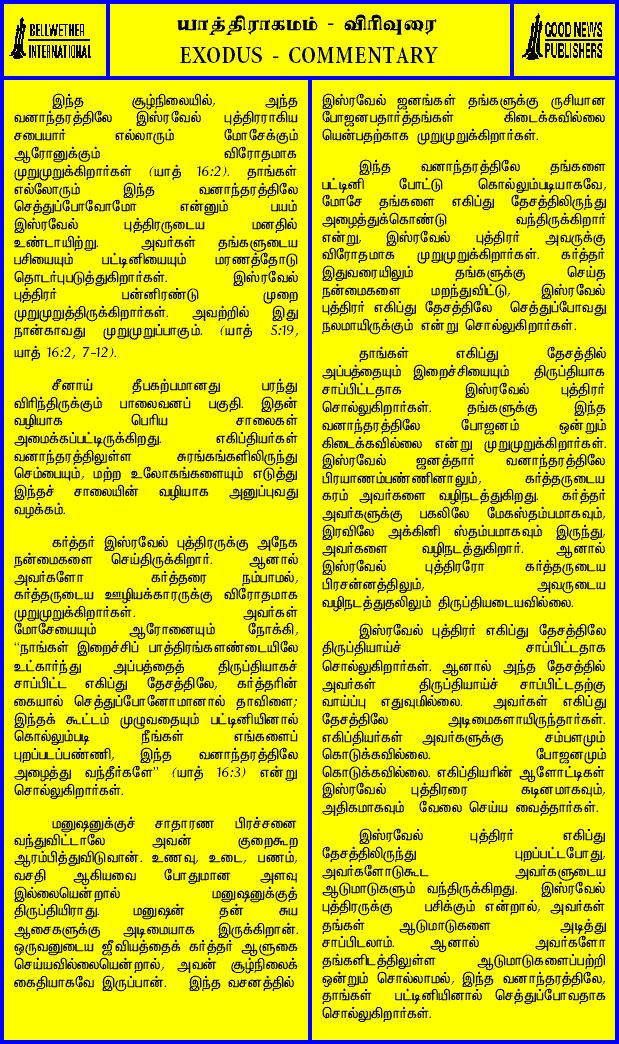 BELLWETHER
INTERNATIONAL
யாத்திராகமம் - விரிவுரை
EXODUS - COMMENTARY
GOOD NEWS
PUBLISHERS
இந்த சூழ்நிலையில், அந்த
வனாந்தரத்திலே இஸ்ரவேல் புத்திரராகிய
சபையார் எல்லாரும் மோசேக்கும்
ஆரோனுக்கும் விரோதமாக
முறுமுறுக்கிறார்கள் (யாத் 16:2). தாங்கள்
எல்லோரும் இந்த வனாந்தரத்திலே
செத்துப்போவோமோ என்னும் பயம்
இஸ்ரவேல் புத்திரருடைய மனதில்
உண்டாயிற்று. அவர்கள் தங்களுடைய
பசியையும் பட்டினியையும் மரணத்தோடு
தொடர்புபடுத்துகிறார்கள். இஸ்ரவேல்
புத்திரர் பன்னிரண்டு முறை
முறுமுறுத்திருக்கிறார்கள். அவற்றில் இது
நான்காவது முறுமுறுப்பாகும். (யாத் 5:19,
யாத் 16:2, 7-12).
சீனாய் தீபகற்பமானது பரந்து
விரிந்திருக்கும் பாலைவனப் பகுதி. இதன்
வழியாக பெரிய சாலைகள்
அமைக்கப்பட்டிருக்கிறது. எகிப்தியர்கள்
வனாந்தரத்திலுள்ள சுரங்கங்களிலிருந்து
செம்பையும், மற்ற உலோகங்களையும் எடுத்து
இந்தச் சாலையின் வழியாக அனுப்புவது
வழக்கம்.
கர்த்தர் இஸ்ரவேல் புத்திரருக்கு அநேக
நன்மைகளை செய்திருக்கிறார். ஆனால்
அவர்களோ கர்த்தரை நம்பாமல்,
கர்த்தருடைய ஊழியக்காரருக்கு விரோதமாக
முறுமுறுக்கிறார்கள். அவர்கள்
மோசேயையும் ஆரோனையும் நோக்கி,
“நாங்கள் இறைச்சிப் பாத்திரங்களண்டையிலே
உட்கார்ந்து அப்பத்தைத் திருப்தியாகச்
சாப்பிட்ட எகிப்து தேசத்திலே, கர்த்தரின்
கையால் செத்துப்போனோமானால் தாவிளை;
இந்தக் கூட்டம் முழுவதையும் பட்டினியினால்
கொல்லும்படி நீங்கள் எங்களைப்
புறப்படப்பண்ணி, இந்த வனாந்தரத்திலே
அழைத்து வந்தீர்களே” (யாத் 16:3) என்று
சொல்லுகிறார்கள்.
மனுஷனுக்குச் சாதாரண பிரச்சனை
வந்துவிட்டாலே அவன் குறைகூற
ஆரம்பித்துவிடுவான். உணவு, உடை, பணம்,
வசதி ஆகியவை போதுமான அளவு
இல்லையென்றால் மனுஷனுக்குத்
திருப்தியிராது. மனுஷன் தன் சுய
ஆசைகளுக்கு அடிமையாக இருக்கிறான்.
ஒருவனுடைய ஜீவியத்தைக் கர்த்தர் ஆளுகை
செய்யவில்லையென்றால், அவன் சூழ்நிலைக்
கைதியாகவே இருப்பான். இந்த வசனத்தில்
இஸ்ரவேல் ஜனங்கள் தங்களுக்கு ருசியான
போஜனபதார்த்தங்கள் கிடைக்கவில்லை
யென்பதற்காக முறுமுறுக்கிறார்கள்.
இந்த வனாந்தரத்திலே தங்களை
பட்டினி போட்டு கொல்லும்படியாகவே,
மோசே தங்களை எகிப்து தேசத்திலிருந்து
அழைத்துக்கொண்டு வந்திருக்கிறார்
என்று, இஸ்ரவேல் புத்திரர் அவருக்கு
விரோதமாக முறுமுறுக்கிறார்கள். கர்த்தர்
இதுவரையிலும் தங்களுக்கு செய்த
நன்மைகளை மறந்துவிட்டு, இஸ்ரவேல்
புத்திரர் எகிப்து தேசத்திலே செத்துப்போவது
நலமாயிருக்கும் என்று சொல்லுகிறார்கள்.
தாங்கள் எகிப்து தேசத்தில்
அப்பத்தையும் இறைச்சியையும் திருப்தியாக
சாப்பிட்டதாக இஸ்ரவேல் புத்திரர்
சொல்லுகிறார்கள். தங்களுக்கு இந்த
வனாந்தரத்திலே போஜனம் ஒன்றும்
கிடைக்கவில்லை என்று முறுமுறுக்கிறார்கள்.
இஸ்ரவேல் ஜனத்தார் வனாந்தரத்திலே
பிரயாணம்பண்ணினாலும், கர்த்தருடைய
கரம் அவர்களை வழிநடத்துகிறது. கர்த்தர்
அவர்களுக்கு பகலிலே மேகஸ்தம்பமாகவும்,
இரவிலே அக்கினி ஸ்தம்பமாகவும் இருந்து,
அவர்களை வழிநடத்துகிறார். ஆனால்
இஸ்ரவேல் புத்திரரோ கர்த்தருடைய
பிரசன்னத்திலும், அவருடைய
வழிநடத்துதலிலும் திருப்தியடையவில்லை.
இஸ்ரவேல் புத்திரர் எகிப்து தேசத்திலே
திருப்தியாய்ச் சாப்பிட்டதாக
சொல்லுகிறார்கள். ஆனால் அந்த தேசத்தில்
அவர்கள் திருப்தியாய்ச் சாப்பிட்டதற்கு
வாய்ப்பு எதுவுமில்லை. அவர்கள் எகிப்து
தேசத்திலே அடிமைகளாயிருந்தார்கள்.
எகிப்தியர்கள் அவர்களுக்கு சம்பளமும்
கொடுக்கவில்லை. போஜனமும்
கொடுக்கவில்லை. எகிப்தியரின் ஆளோட்டிகள்
இஸ்ரவேல் புத்திரரை கடினமாகவும்,
அதிகமாகவும் வேலை செய்ய வைத்தார்கள்.
இஸ்ரவேல் புத்திரர் எகிப்து
தேசத்திலிருந்து புறப்பட்டபோது,
அவர்களோடுகூட அவர்களுடைய
ஆடுமாடுகளும் வந்திருக்கிறது. இஸ்ரவேல்
புத்திரருக்கு பசிக்கும் என்றால், அவர்கள்
தங்கள் ஆடுமாடுகளை அடித்து
சாப்பிடலாம். ஆனால் அவர்களோ
தங்களிடத்திலுள்ள ஆடுமாடுகளைப்பற்றி
ஒன்றும் சொல்லாமல், இந்த வனாந்தரத்திலே,
தாங்கள் பட்டினியினால் செத்துப்போவதாக
சொல்லுகிறார்கள்.